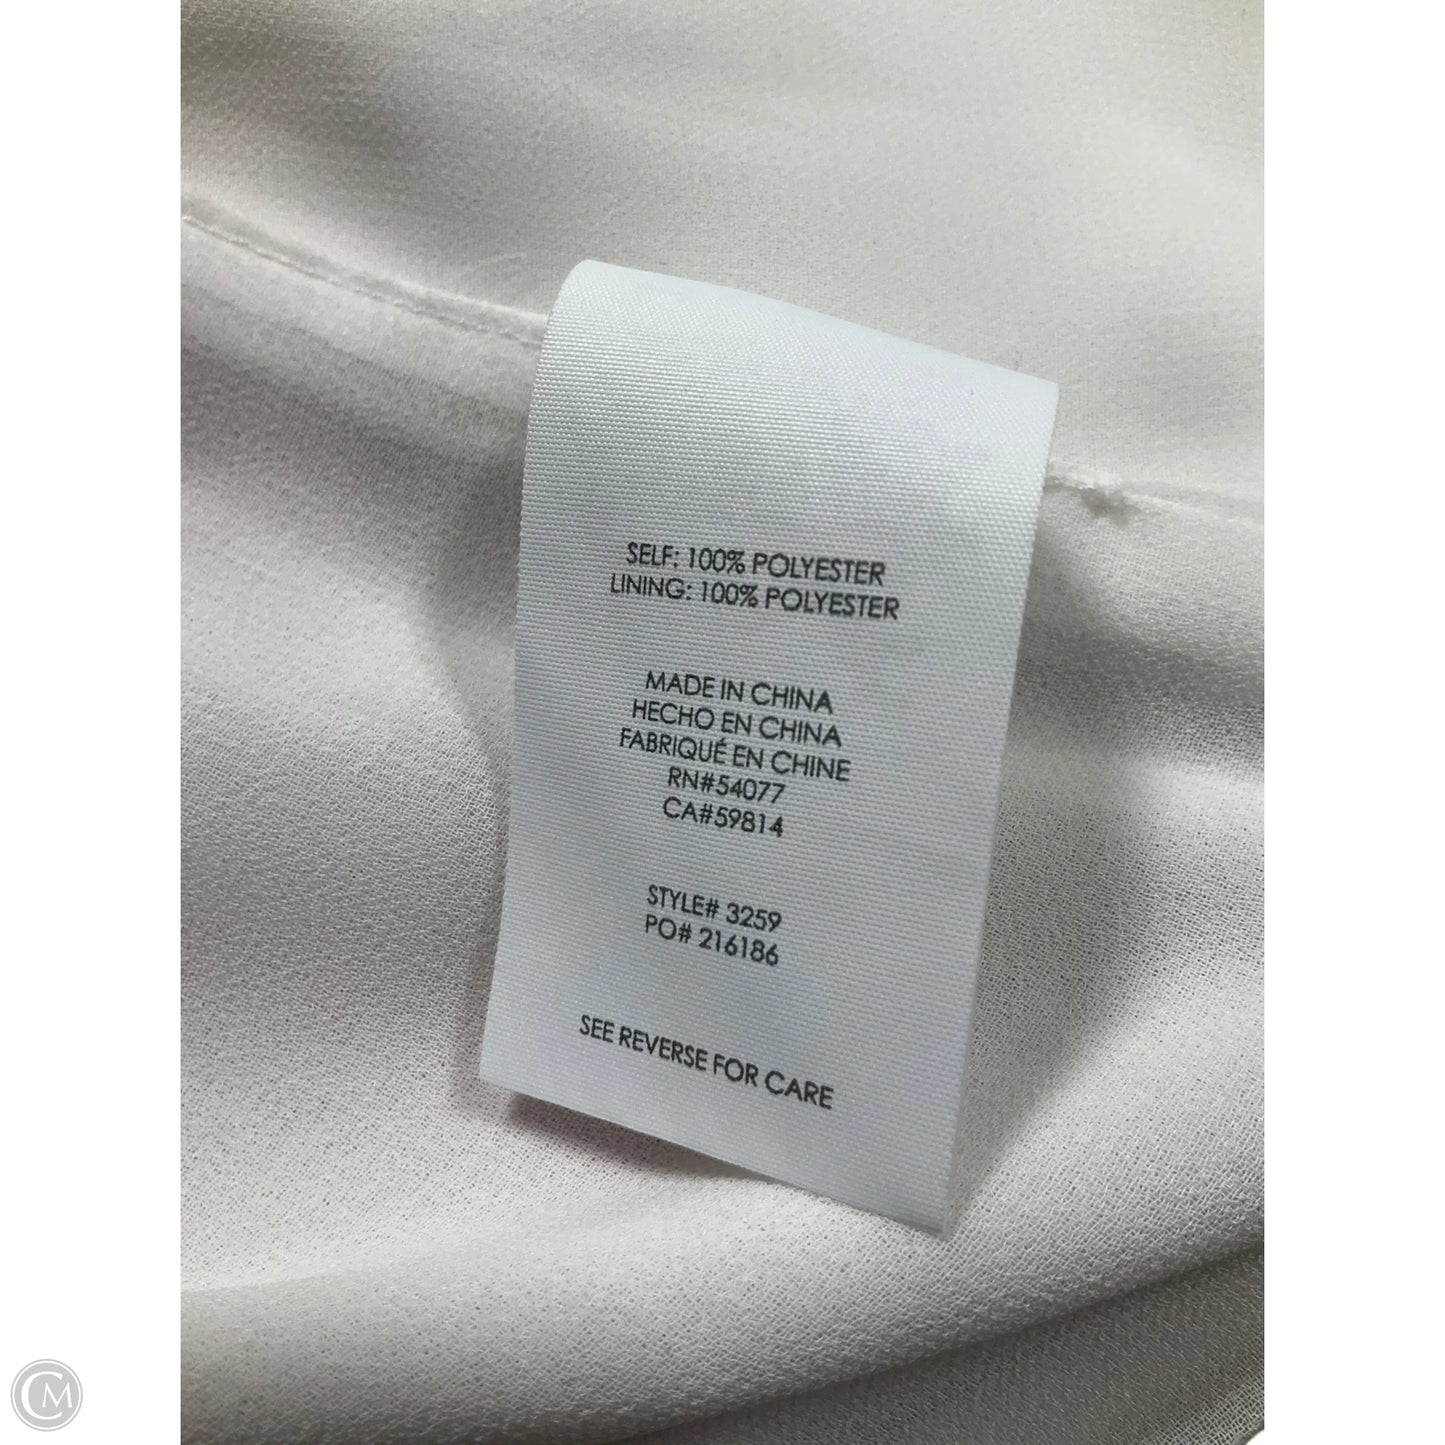 SELF: 100% POLYESTER
LINING: 100% POLYESTER
MADE IN CHINA
HECHO EN CHINA
FABRIQUÉ EN CHINE
RN#54077
CA#59814
STYLE# 3259
PO# 216186
SEE REVERSE FOR CARE
CM